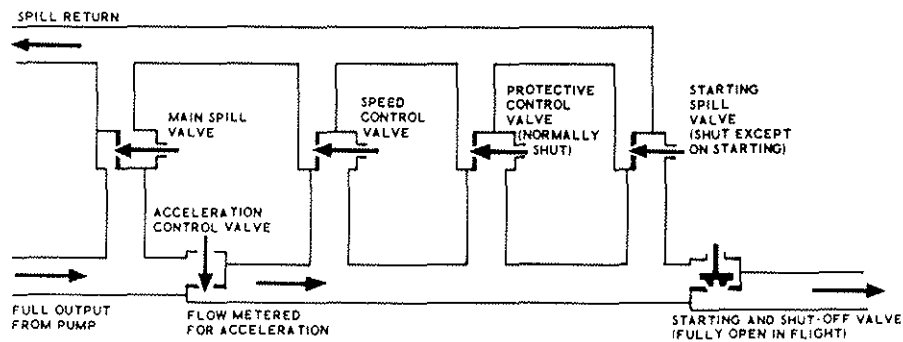 SPILL RETURN
MAIN SPILL
VALVE
SPEED
CONTROL
VALVE
PROTECTIVE
CONTROL
VALVE
(NORMALLY
SHUT)
STARTING
SPILL
VALVE
(SHUT EXCEPT
ON STARTING)
ACCELERATION
CONTROL VALVE
FULL OUTPUT
FROM PUMP
FLOW METERED
FOR ACCELERATION
STARTING AND SHUT-OFF VALVE
(FULLY OPEN IN FLIGHT)